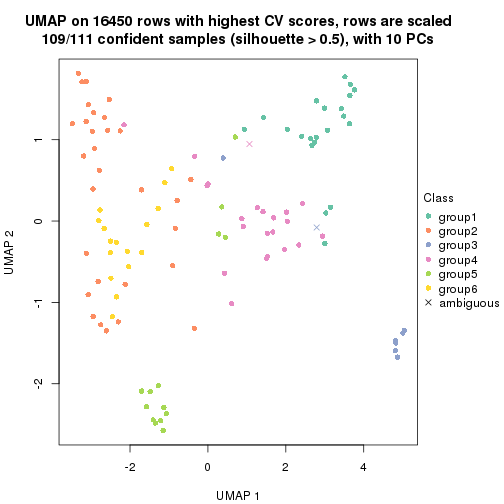 UMAP on 16450 rows with highest CV scores, rows are scaled
109/111 confident samples (silhouette > 0.5), with 10 PCs
1
0
-1
-2
UMAP 2
-2
0
2
4
UMAP 1
Class
group1
group2
group3
group4
group5
group6
ambiguous